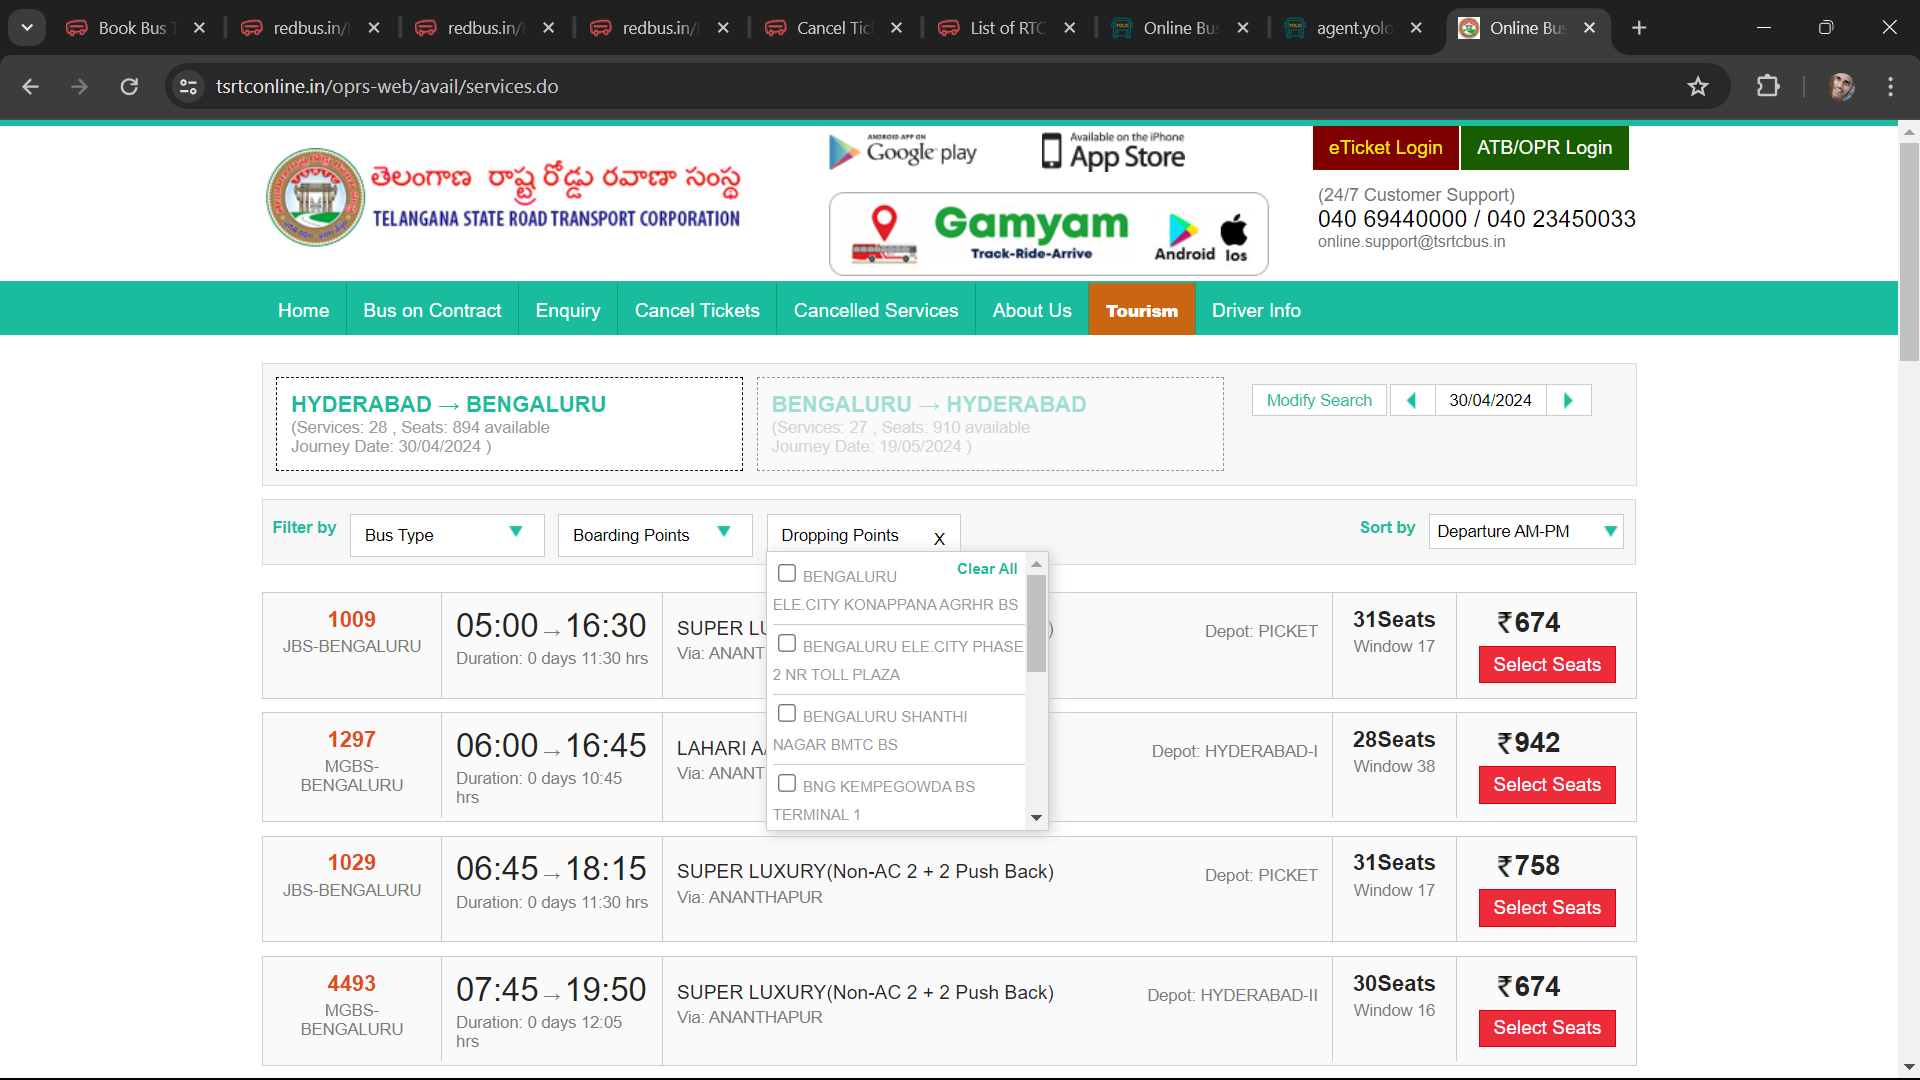 Book Bus T
redbus.in/
redbus.in/
redbus.in/
Cancel Tic
List of RTC
Online Bus
agent.yolo
Online Bus
tsrtconline.in/oprs-web/avail/services.do
తెలంగాణ రాష్ట్ర రోడ్డు రవాణా సంస్థ
TELANGANA STATE ROAD TRANSPORT CORPORATION
ANDROID APP ON
Google play
Available on the iPhone
App Store
Gamyam
Track-Ride-Arrive
Android Ios
eTicket Login
ATB/OPR Login
(24/7 Customer Support)
040 69440000 / 040 23450033
online.support@tsrtcbus.in
Home
Bus on Contract
Enquiry
Cancel Tickets
Cancelled Services
About Us
Tourism
Driver Info
HYDERABAD → BENGALURU
(Services: 28 , Seats: 894 available
Journey Date: 30/04/2024 )
BENGALURU → HYDERABAD
(Services: 27 , Seats: 910 available
Journey Date: 19/05/2024 )
Modify Search
30/04/2024
Filter by
Bus Type
Boarding Points
Dropping Points X
Sort by
Departure AM-PM
Clear All
BENGALURU
ELE.CITY KONAPPANA AGRHR BS
BENGALURU ELE.CITY PHASE
2 NR TOLL PLAZA
BENGALURU SHANTHI
NAGAR BMTC BS
BNG KEMPEGOWDA BS
TERMINAL 1
1009
JBS-BENGALURU
05:00→16:30
Duration: 0 days 11:30 hrs
SUPER LU )
Via: ANANT
Depot: PICKET
31Seats
Window 17
₹674
Select Seats
1297
MGBS-
BENGALURU
06:00→16:45
Duration: 0 days 10:45
hrs
LAHARI A
Via: ANANT
Depot: HYDERABAD-I
28Seats
Window 38
₹942
Select Seats
1029
JBS-BENGALURU
06:45→18:15
Duration: 0 days 11:30 hrs
SUPER LUXURY(Non-AC 2 + 2 Push Back)
Via: ANANTHAPUR
Depot: PICKET
31Seats
Window 17
₹758
Select Seats
4493
MGBS-
BENGALURU
07:45→19:50
Duration: 0 days 12:05
hrs
SUPER LUXURY(Non-AC 2 + 2 Push Back)
Via: ANANTHAPUR
Depot: HYDERABAD-II
30Seats
Window 16
₹674
Select Seats